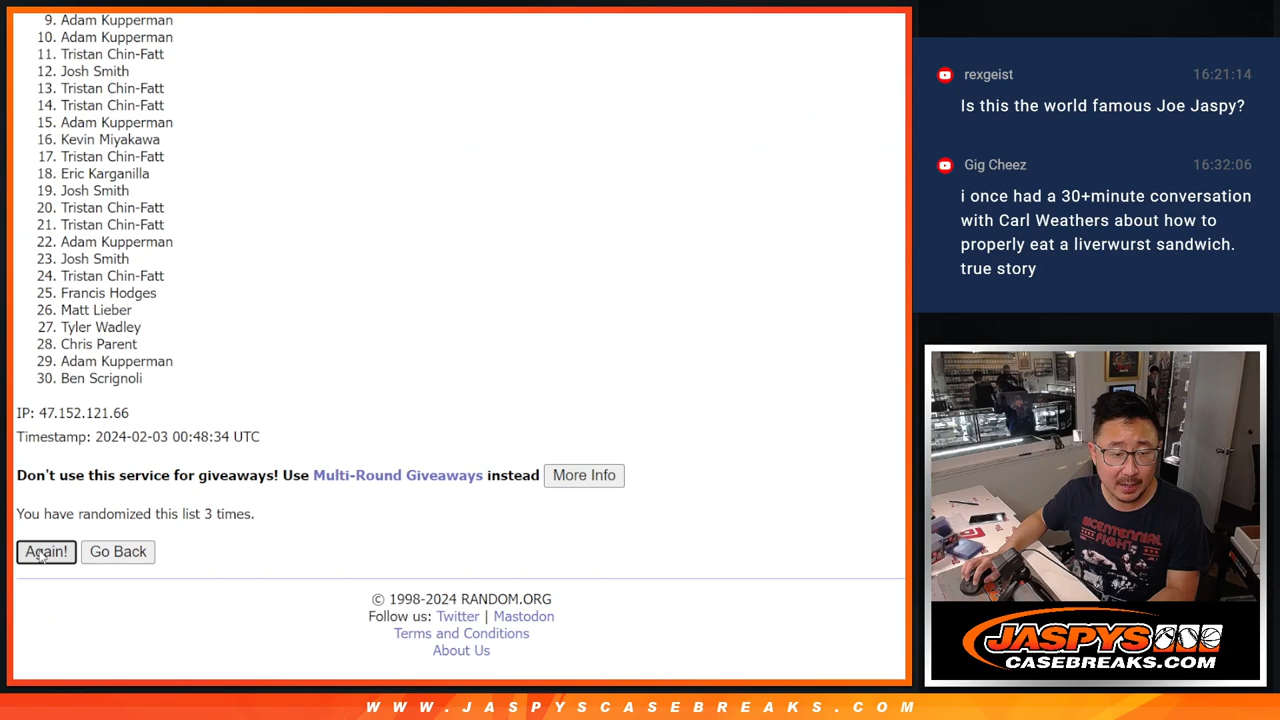 9. Adam Kupperman
10. Adam Kupperman
11. Tristan Chin-Fatt
12. Josh Smith
13. Tristan Chin-Fatt
14. Tristan Chin-Fatt
15. Adam Kupperman
16. Kevin Miyakawa
17. Tristan Chin-Fatt
18. Eric Karganilla
19. Josh Smith
20. Tristan Chin-Fatt
21. Tristan Chin-Fatt
22. Adam Kupperman
23. Josh Smith
24. Tristan Chin-Fatt
25. Francis Hodges
26. Matt Lieber
27. Tyler Wadley
28. Chris Parent
29. Adam Kupperman
30. Ben Scrignoli
IP: 47.152.121.66
Timestamp: 2024-02-03 00:48:34 UTC
Don't use this service for giveaways! Use Multi-Round Giveaways instead More Info
You have randomized this list 3 times.
Again! Go Back
© 1998-2024 RANDOM.ORG
Follow us: Twitter | Mastodon
Terms and Conditions
About Us
rexgeist 16:21:14
Is this the world famous Joe Jaspy?
Gig Cheez 16:32:06
i once had a 30+minute conversation
with Carl Weathers about how to
properly eat a liverwurst sandwich.
true story
BICENTENNIAL
FIGHT
JASPYS
CASEBREAKS.COM
WWW.JASPYSCASEBREAKS.COM